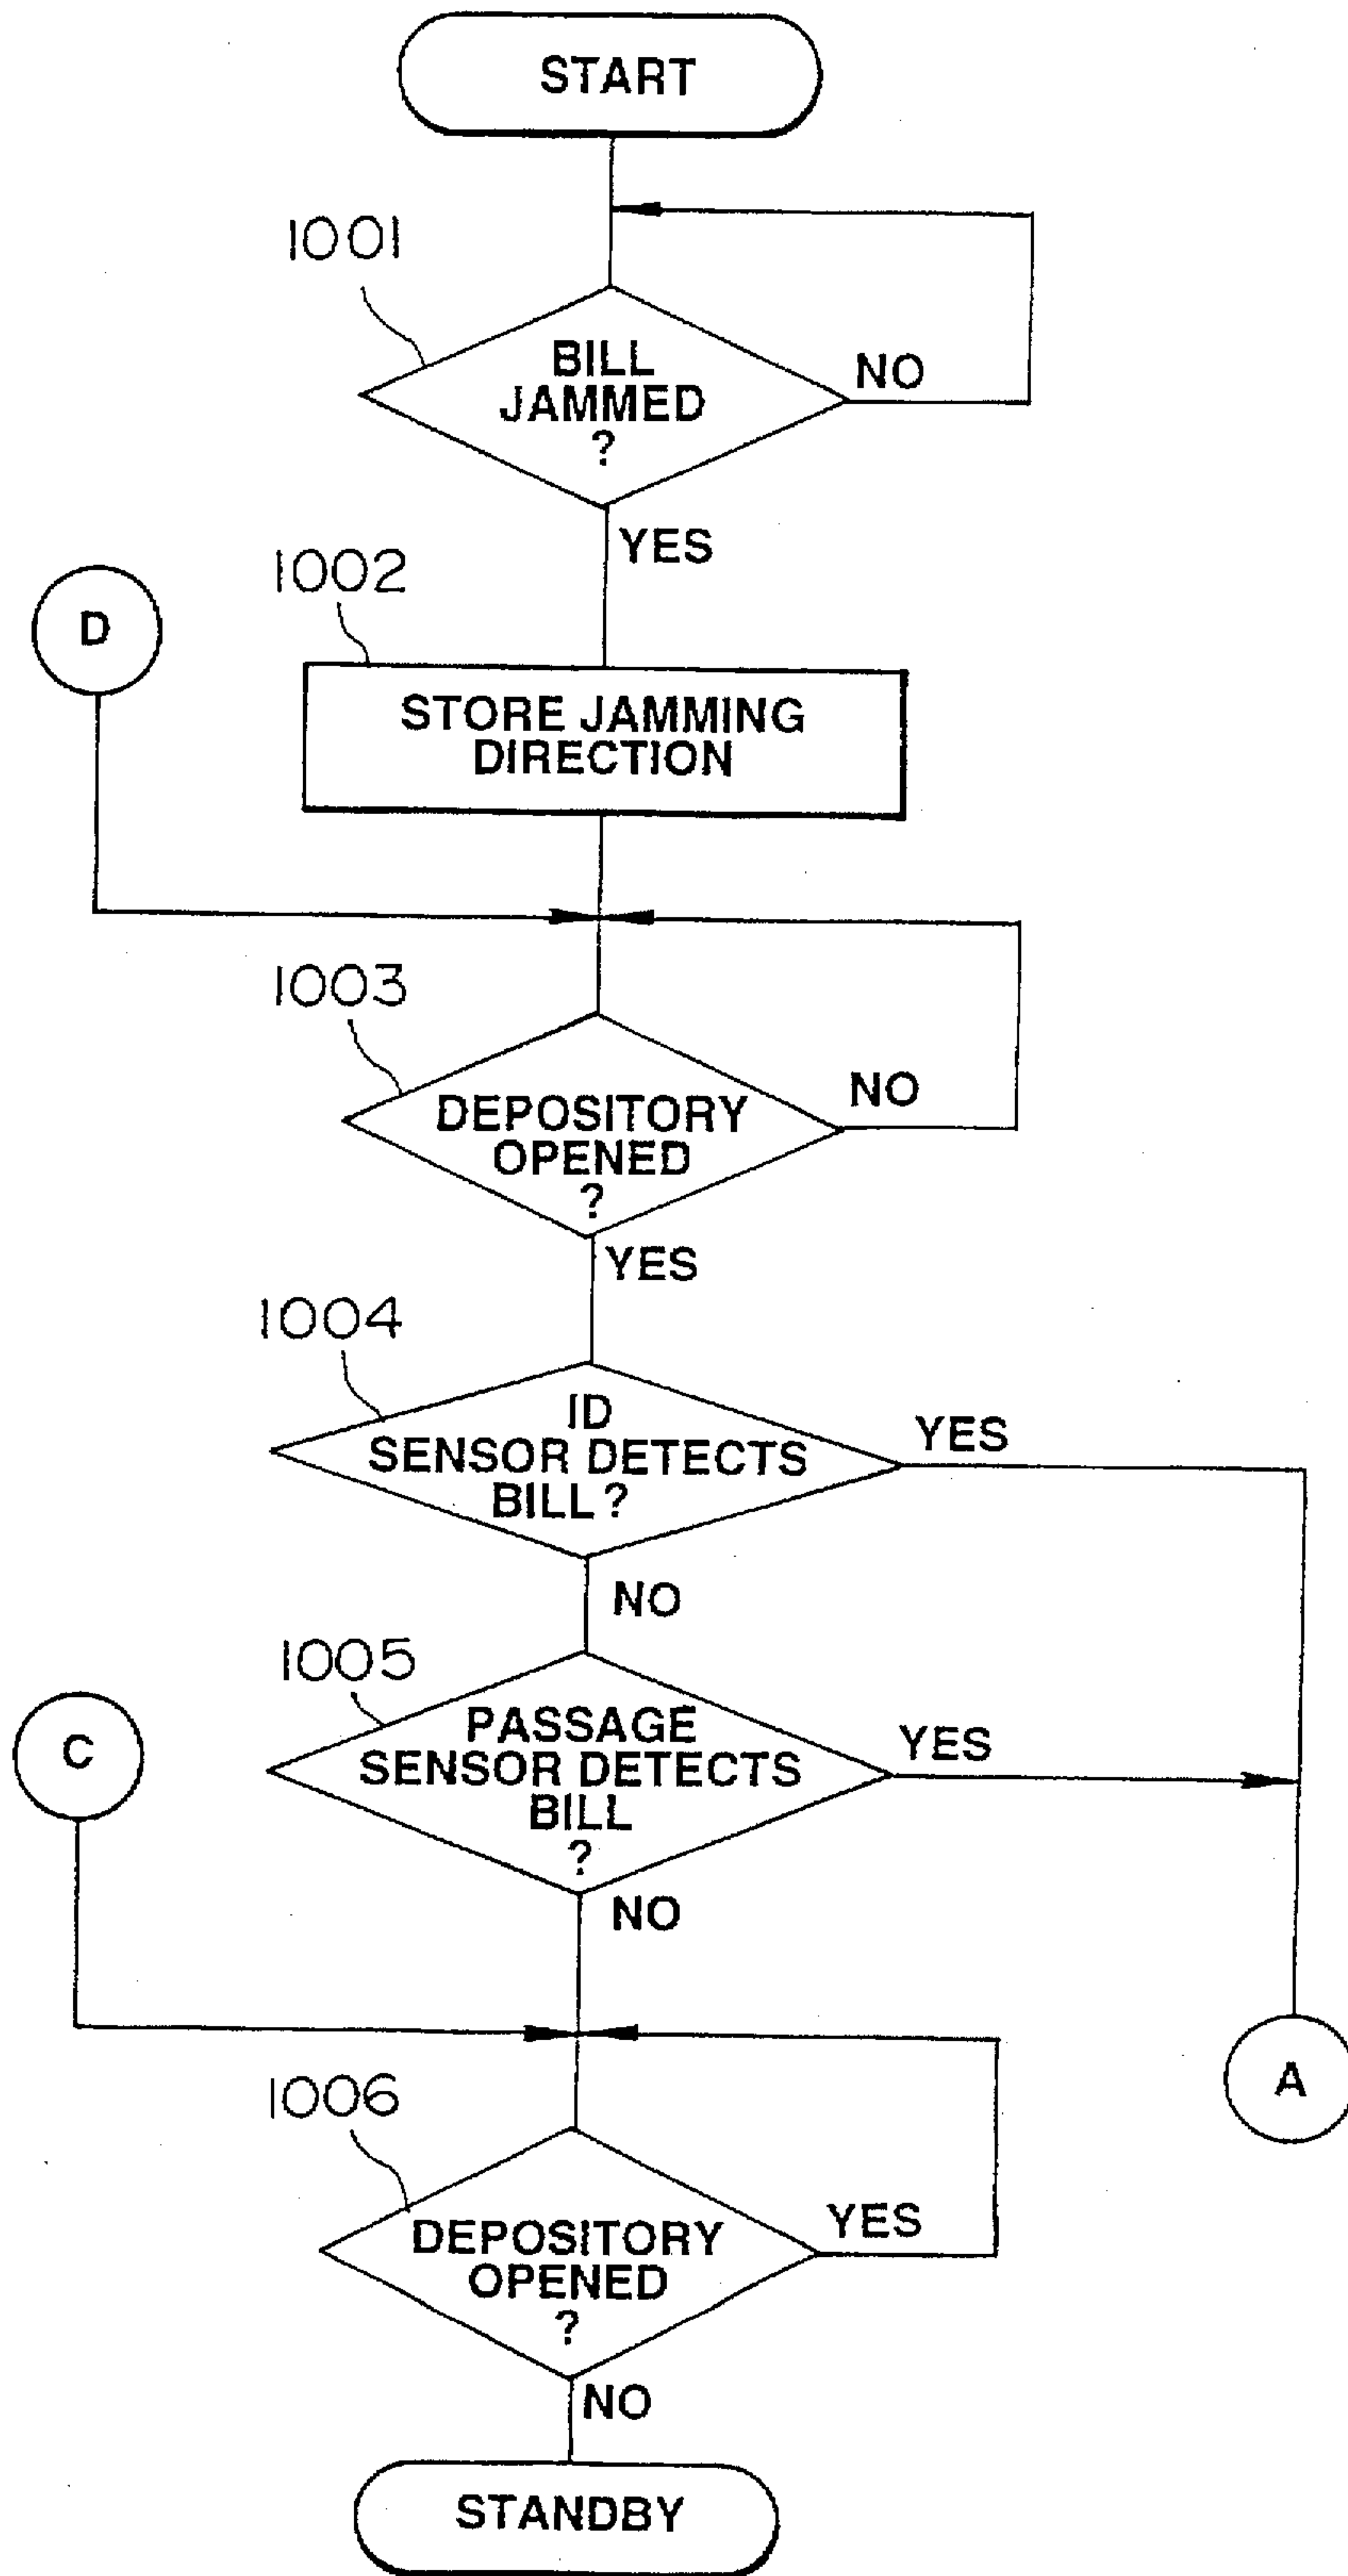 START
1001
BILL
JAMMED
?
NO
YES
1002
D
STORE JAMMING
DIRECTION
1003
DEPOSITORY
OPENED
?
NO
YES
1004
ID
SENSOR DETECTS
BILL?
YES
NO
1005
PASSAGE
SENSOR DETECTS
BILL
?
YES
C
NO
1006
A
DEPOSITORY
OPENED
?
YES
NO
STANDBY